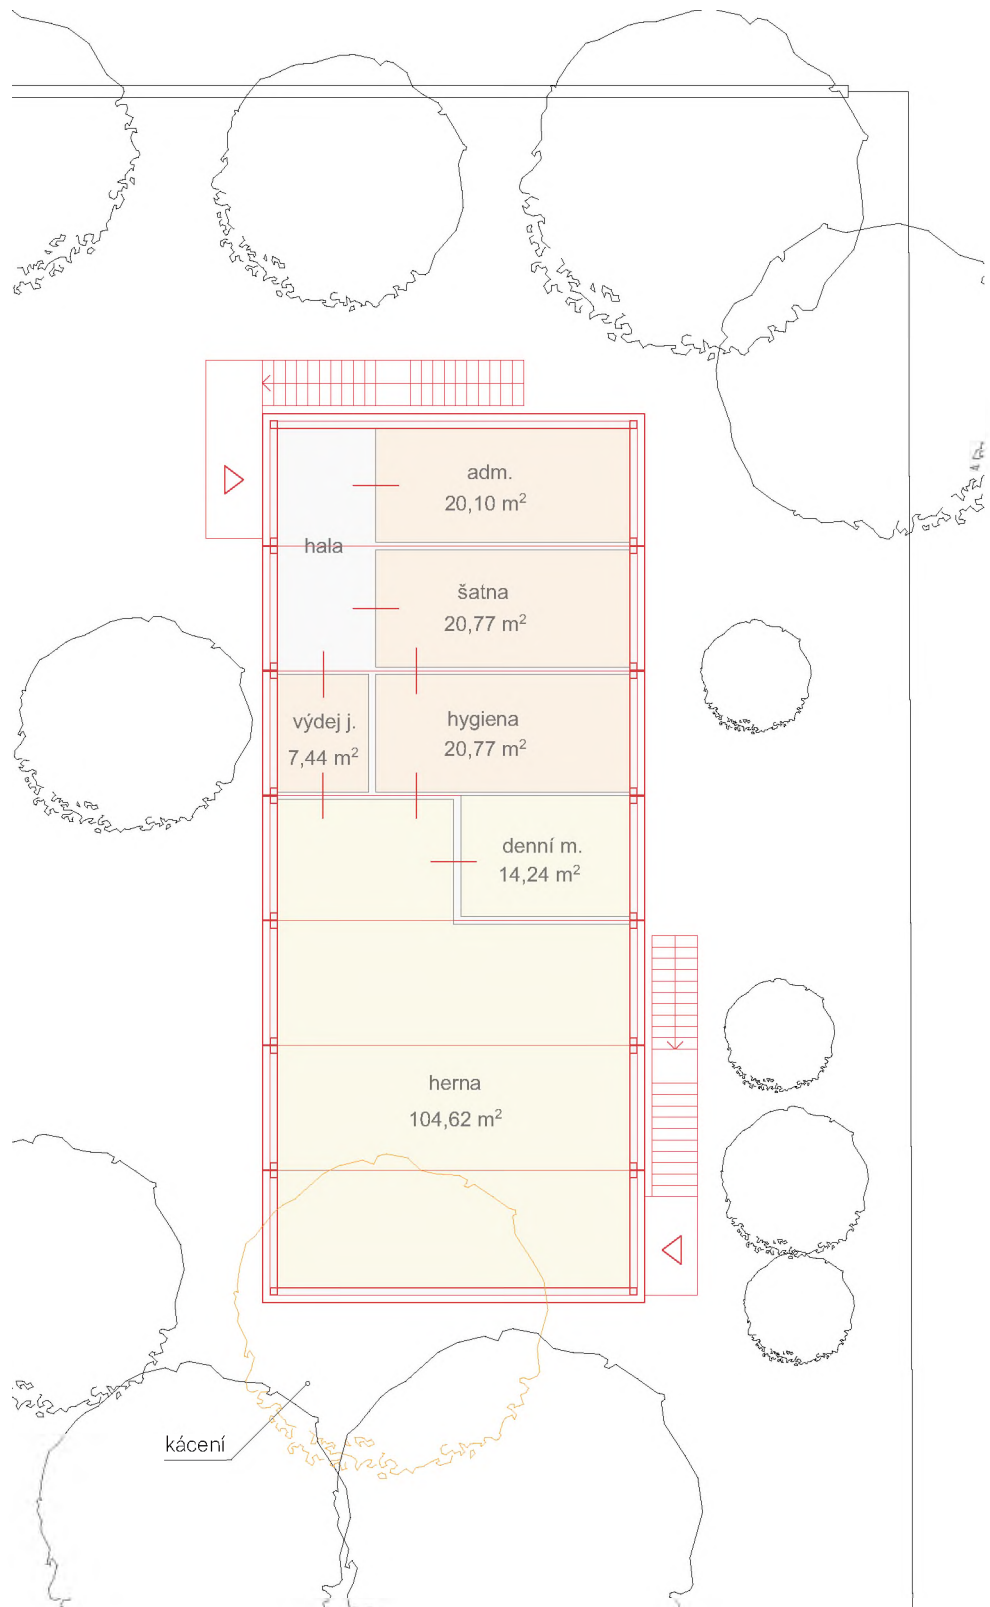 adm.
20,10 m²
hala
šatna
20,77 m²
výdej j.
7,44 m²
hygiena
20,77 m²
denní m.
14,24 m²
herna
104,62 m²
kácení